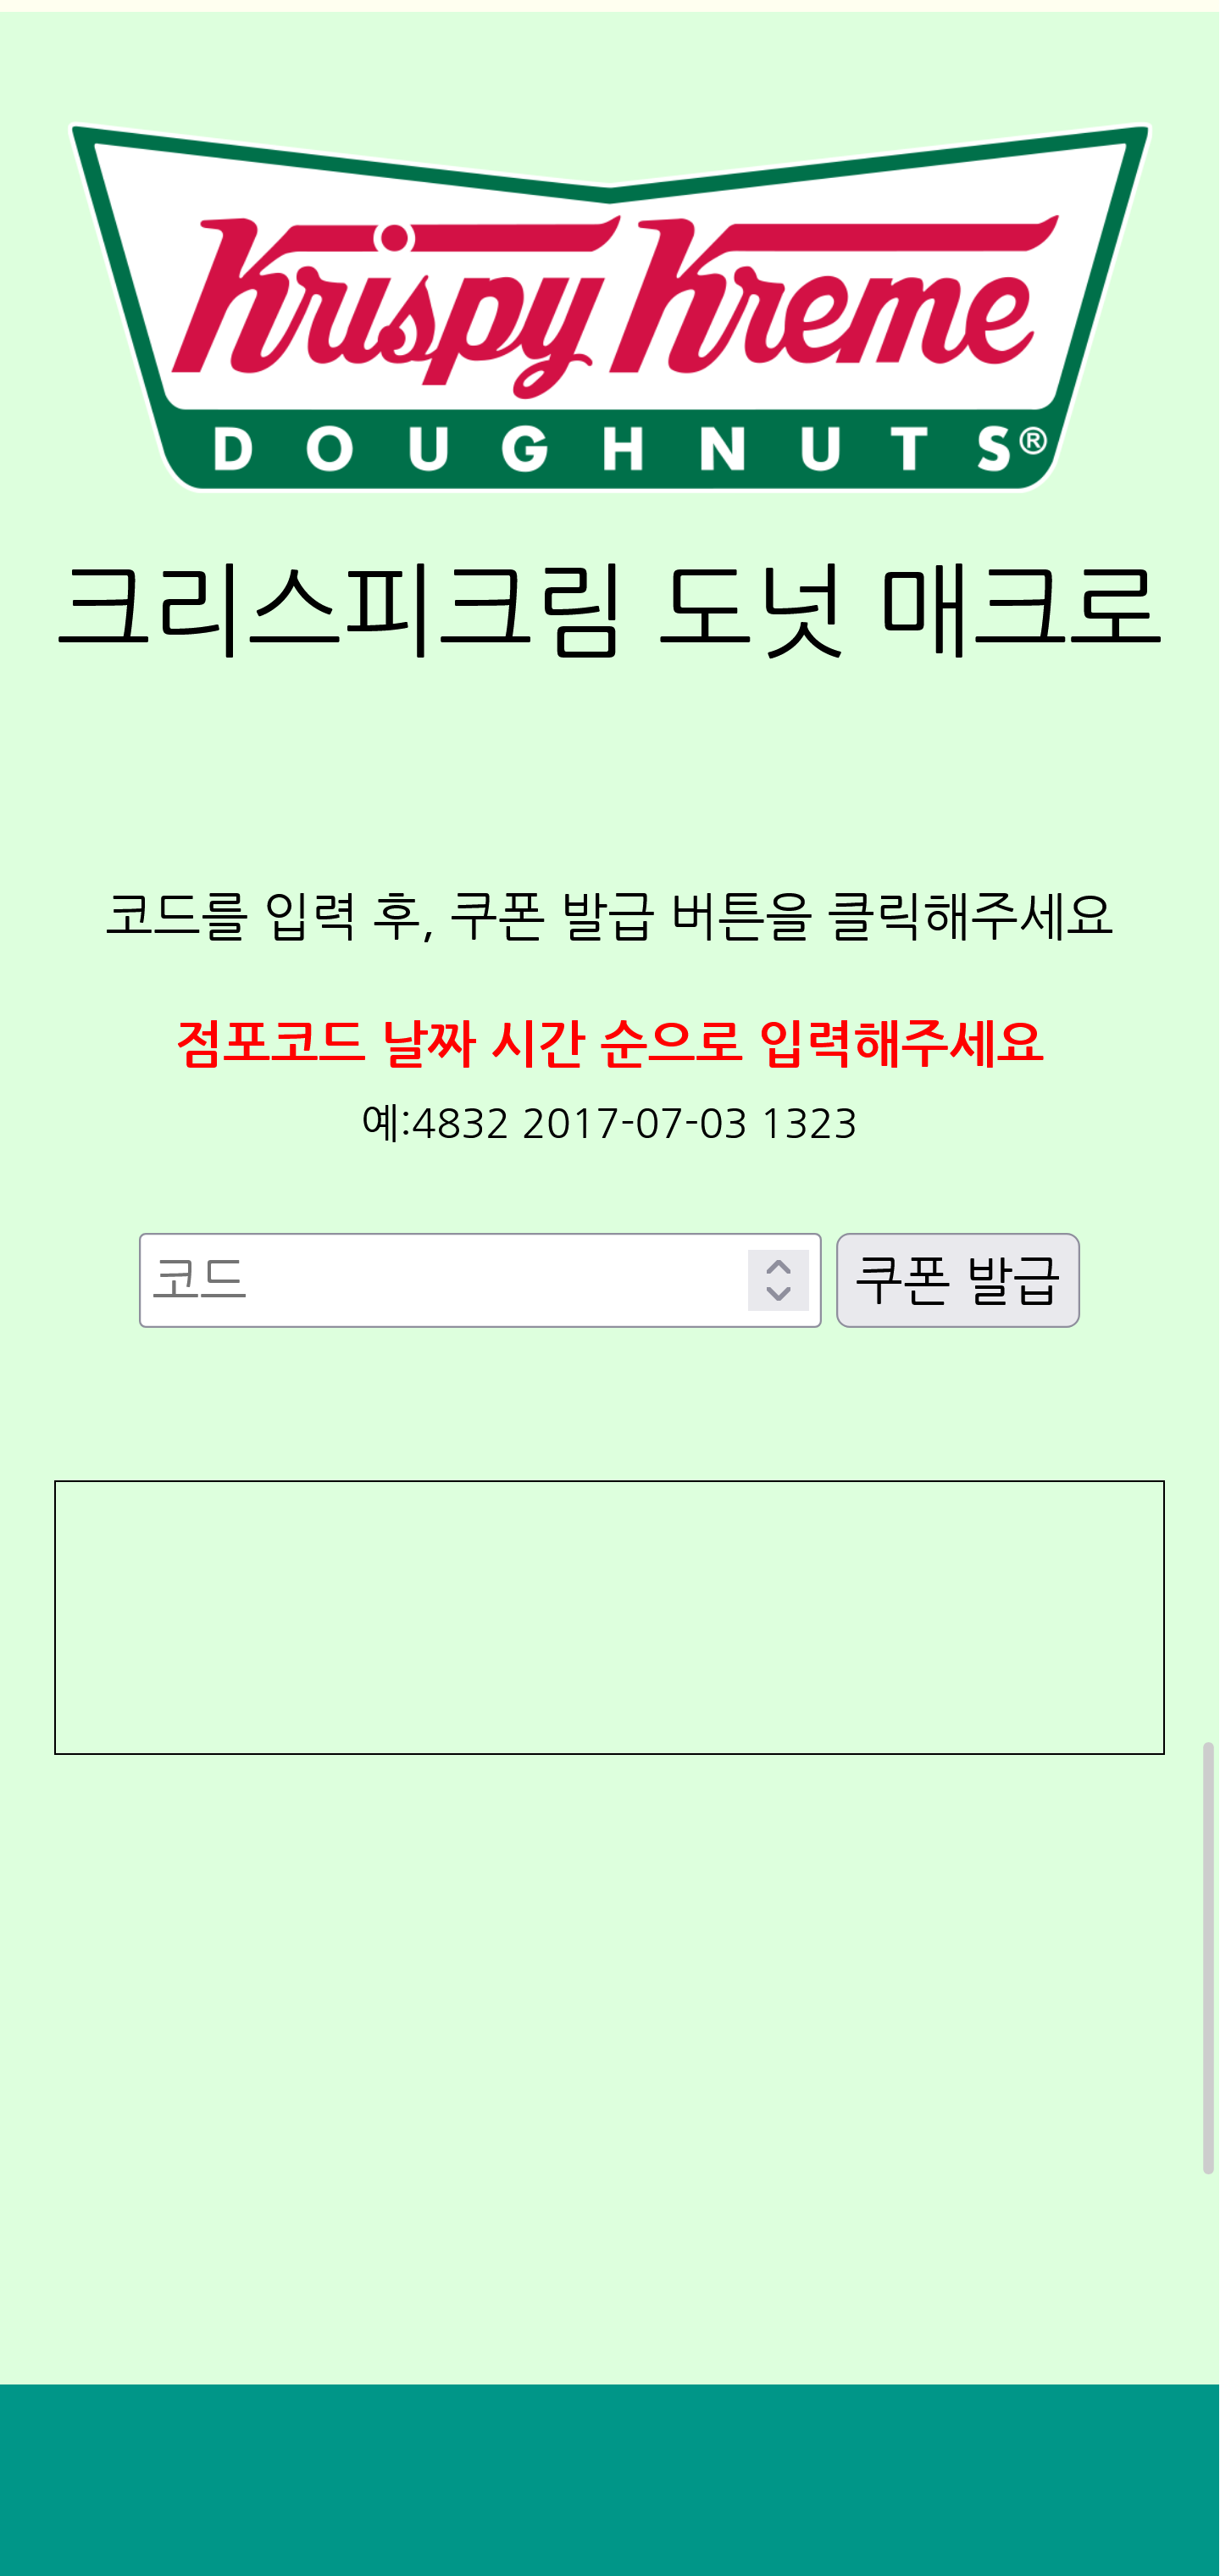 Krispy Kreme
DOUGHNUTS®
크리스피크림 도넛 매크로
코드를 입력 후, 쿠폰 발급 버튼을 클릭해주세요
점포코드 날짜 시간 순으로 입력해주세요
예:4832 2017-07-03 1323
코드 쿠폰 발급